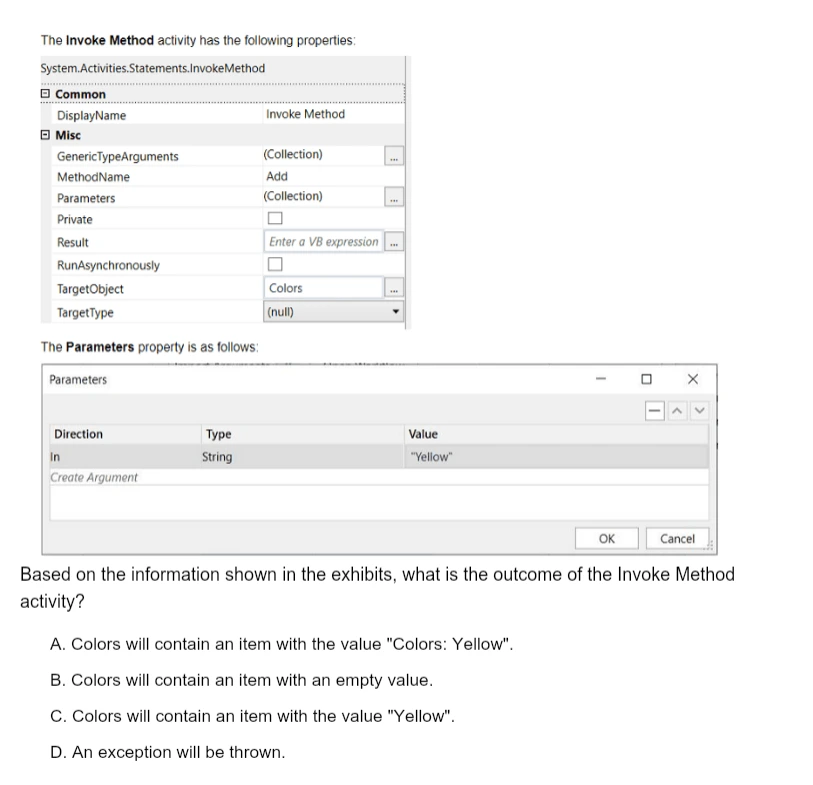 The Invoke Method activity has the following properties:
System.Activities.Statements.InvokeMethod
Common
DisplayName Invoke Method
Misc
GenericTypeArguments (Collection) ...
MethodName Add
Parameters (Collection) ...
Private
Result Enter a VB expression ...
RunAsynchronously
TargetObject Colors ...
TargetType (null)
The Parameters property is as follows:
Parameters
Direction Type Value
In String "Yellow"
Create Argument
OK Cancel
Based on the information shown in the exhibits, what is the outcome of the Invoke Method
activity?
A. Colors will contain an item with the value "Colors: Yellow".
B. Colors will contain an item with an empty value.
C. Colors will contain an item with the value "Yellow".
D. An exception will be thrown.